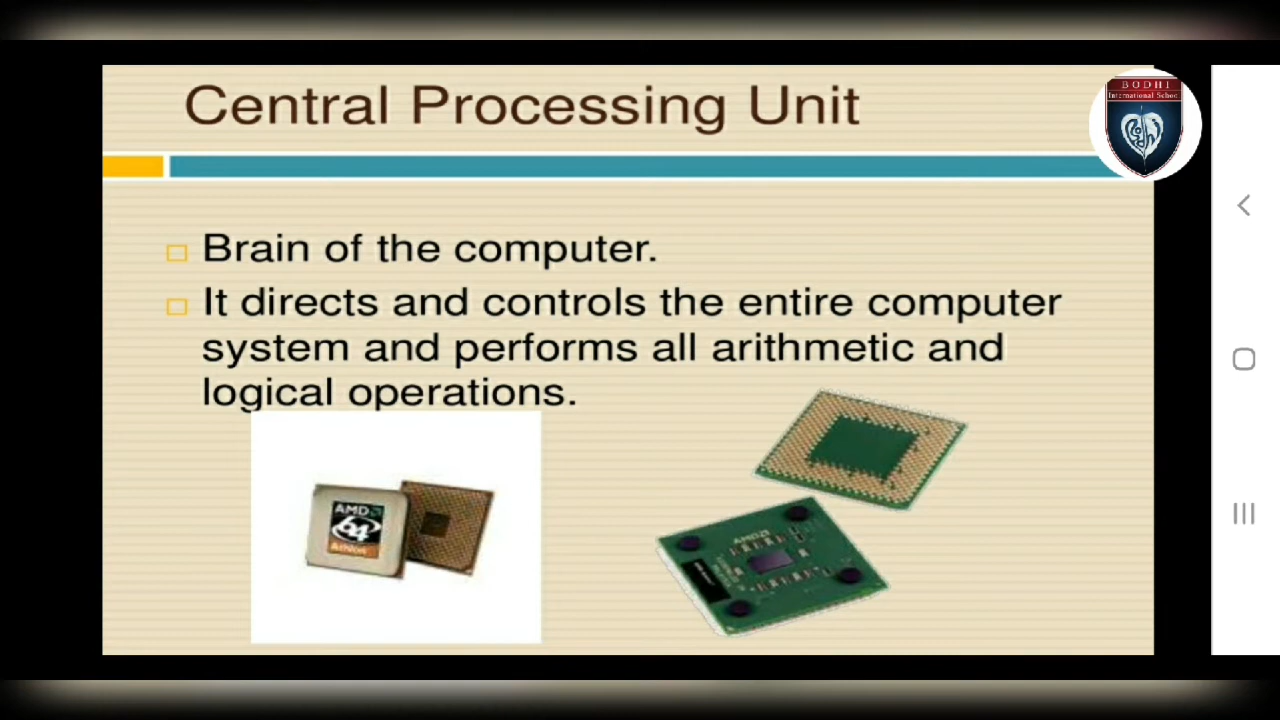 Central Processing Unit
BODHI
International School
Brain of the computer.
It directs and controls the entire computer
system and performs all arithmetic and
logical operations.
AMD
64
Athlon
AMD